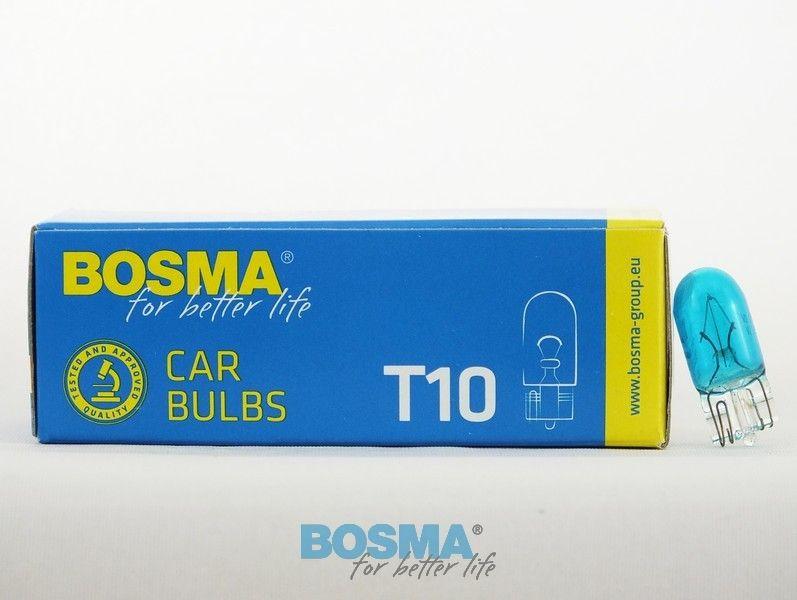 BOSMA®
for better life
TESTED AND APPROVED
QUALITY
CAR
BULBS
T10
www.bosma-group.eu
BOSMA®
for better life